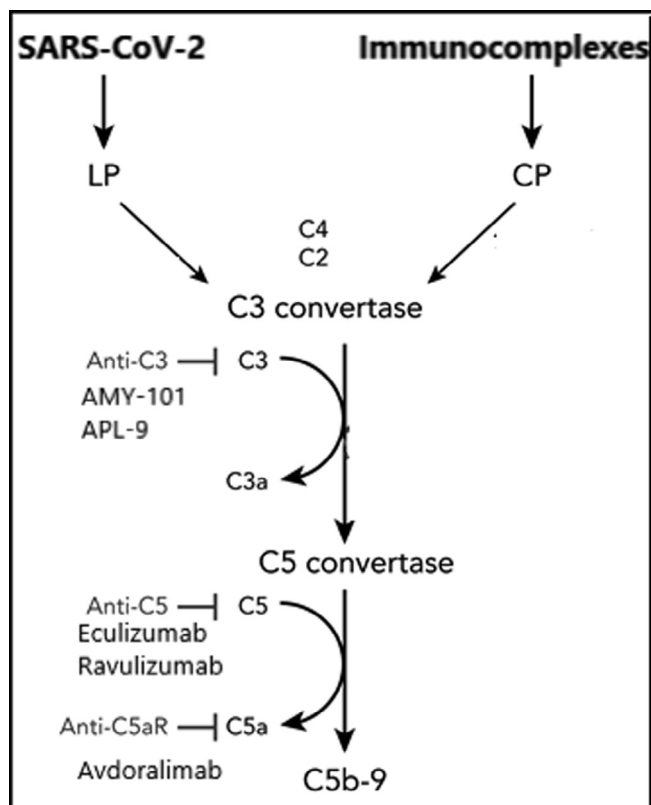 SARS-CoV-2 Immunocomplexes
LP CP
C4
C2
C3 convertase
Anti-C3 C3
AMY-101
APL-9
C3a
C5 convertase
Anti-C5 C5
Eculizumab
Ravulizumab
Anti-C5aR C5a
Avdoralimab
C5b-9